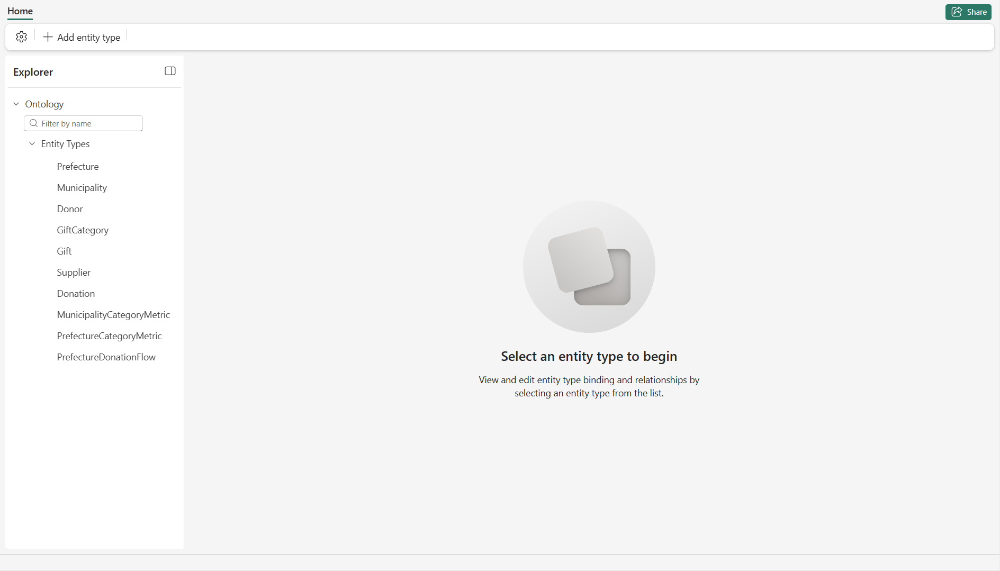 Home
Share
Add entity type
Explorer
Ontology
Filter by name
Entity Types
Prefecture
Municipality
Donor
GiftCategory
Gift
Supplier
Donation
MunicipalityCategoryMetric
PrefectureCategoryMetric
PrefectureDonationFlow
Select an entity type to begin
View and edit entity type binding and relationships by
selecting an entity type from the list.